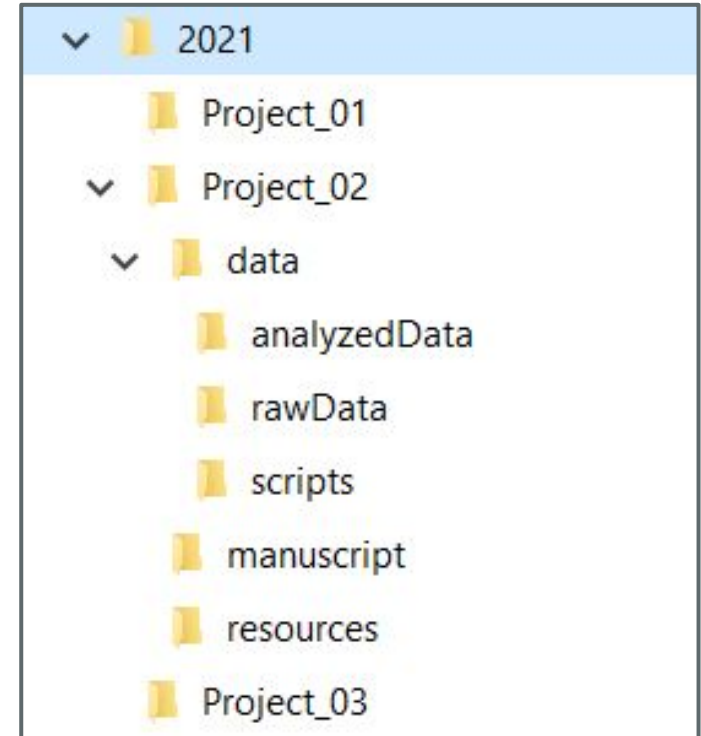 2021
Project_01
Project_02
data
analyzedData
rawData
scripts
manuscript
resources
Project_03